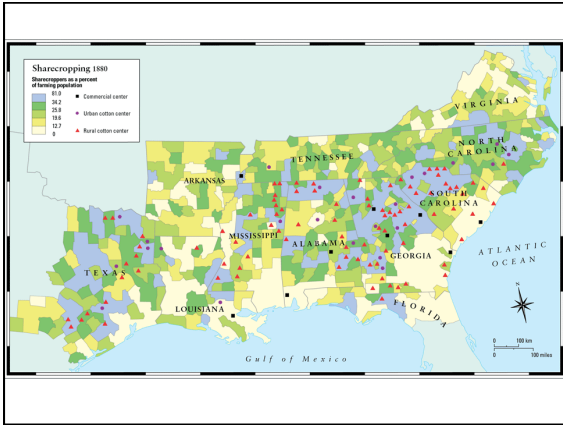 Sharecropping 1880
Sharecroppers as a percent
of farming population
81.0
34.2
25.8
19.6
12.7
0
Commercial center
Urban cotton center
Rural cotton center
VIRGINIA
NORTH
CAROLINA
TENNESSEE
ARKANSAS
SOUTH
CAROLINA
MISSISSIPPI
ALABAMA
GEORGIA
TEXAS
LOUISIANA
FLORIDA
ATLANTIC
OCEAN
Gulf of Mexico
N
0 100 km
0 100 miles